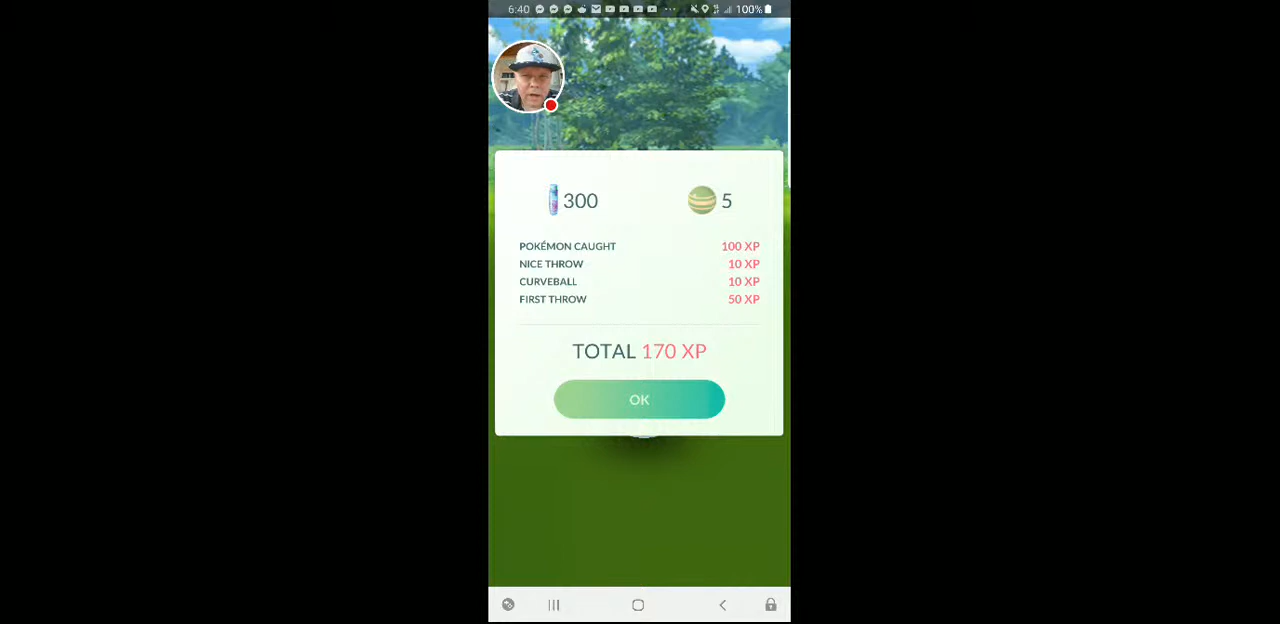 6:40 100%
300 5
POKÉMON CAUGHT 100 XP
NICE THROW 10 XP
CURVEBALL 10 XP
FIRST THROW 50 XP
TOTAL 170 XP
OK